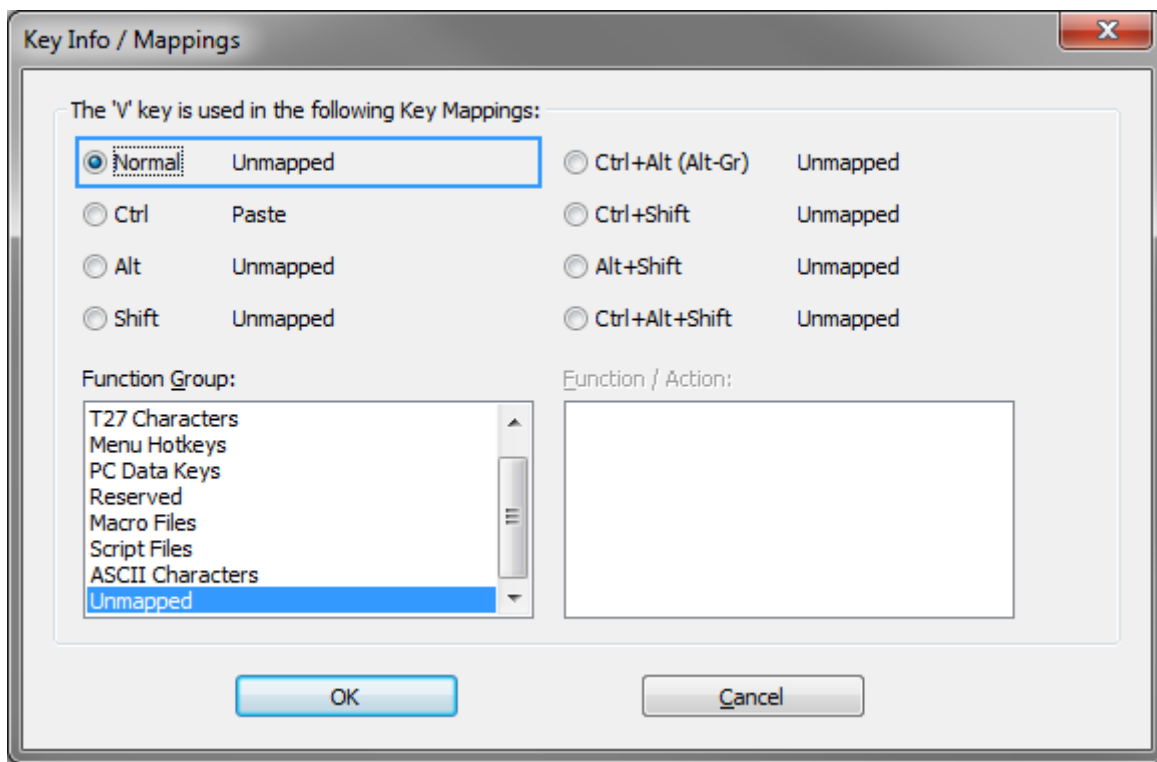 Key Info / Mappings
The 'V' key is used in the following Key Mappings:
Normal Unmapped Ctrl+Alt (Alt-Gr) Unmapped
Ctrl Paste Ctrl+Shift Unmapped
Alt Unmapped Alt+Shift Unmapped
Shift Unmapped Ctrl+Alt+Shift Unmapped
Function Group: Function / Action:
T27 Characters
Menu Hotkeys
PC Data Keys
Reserved
Macro Files
Script Files
ASCII Characters
Unmapped
OK Cancel